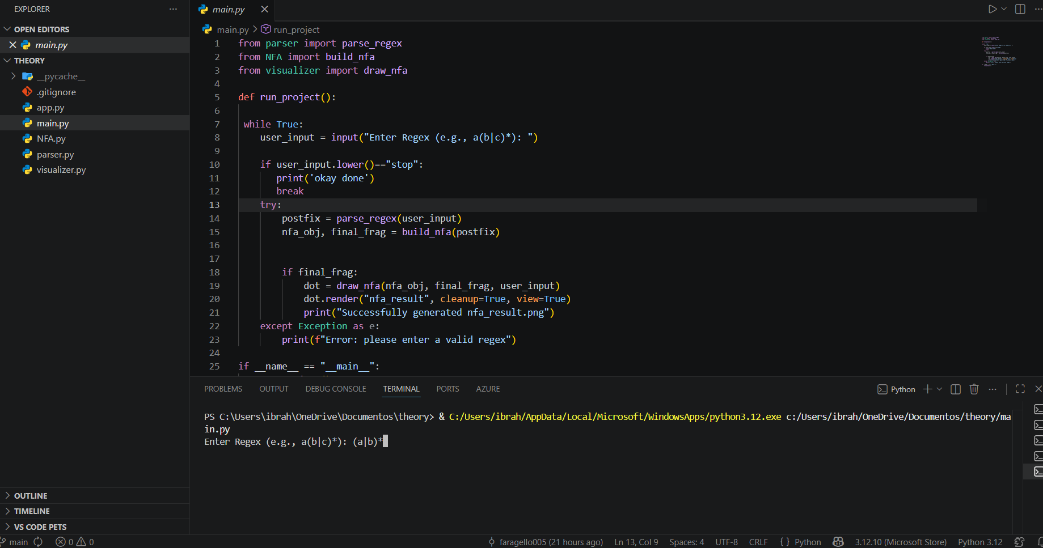 EXPLORER
OPEN EDITORS
main.py
THEORY
__pycache__
.gitignore
app.py
main.py
NFA.py
parser.py
visualizer.py
OUTLINE
TIMELINE
VS CODE PETS
main.py
main.py > run_project
1 from parser import parse_regex
2 from NFA import build_nfa
3 from visualizer import draw_nfa
4
5 def run_project():
6
7 while True:
8 user_input = input("Enter Regex (e.g., a(b|c)*): ")
9
10 if user_input.lower()=="stop":
11 print('okay done')
12 break
13 try:
14 postfix = parse_regex(user_input)
15 nfa_obj, final_frag = build_nfa(postfix)
16
17
18 if final_frag:
19 dot = draw_nfa(nfa_obj, final_frag, user_input)
20 dot.render("nfa_result", cleanup=True, view=True)
21 print("Successfully generated nfa_result.png")
22 except Exception as e:
23 print(f"Error: please enter a valid regex")
24
25 if __name__ == "__main__":
PROBLEMS OUTPUT DEBUG CONSOLE TERMINAL PORTS AZURE
Python
PS C:\Users\ibrah\OneDrive\Documentos\theory> & C:/Users/ibrah/AppData/Local/Microsoft/WindowsApps/python3.12.exe c:/Users/ibrah/OneDrive/Documentos/theory/ma
in.py
Enter Regex (e.g., a(b|c)*): (a|b)*
main 0 0 faragello005 (21 hours ago) Ln 13, Col 9 Spaces: 4 UTF-8 CRLF {} Python 3.12.10 (Microsoft Store) Python 3.12